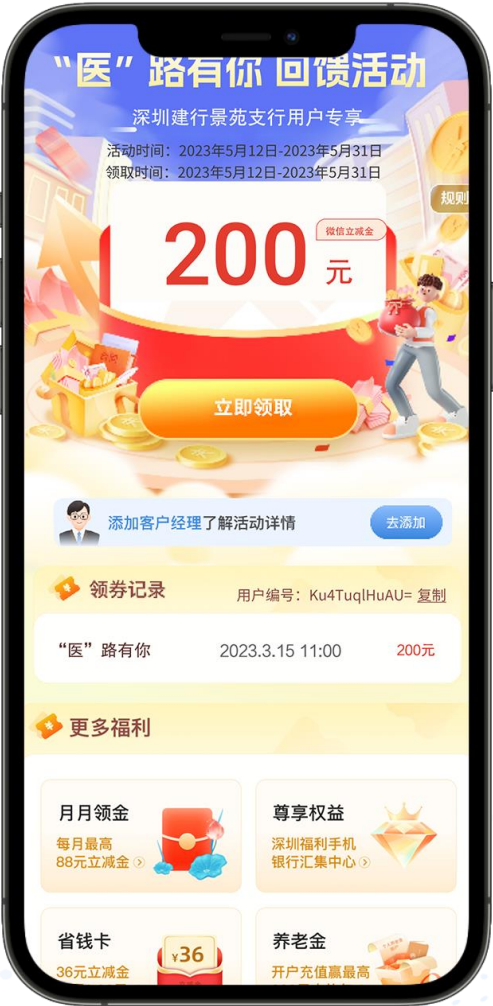 “医”路有你 回馈活动
深圳建行景苑支行用户专享
活动时间：2023年5月12日-2023年5月31日
领取时间：2023年5月12日-2023年5月31日
规则
微信立减金
200元
立即领取
添加客户经理了解活动详情
去添加
领券记录
用户编号：Ku4TuqlHuAU= 复制
“医”路有你 2023.3.15 11:00 200元
更多福利
月月领金
每月最高
88元立减金
尊享权益
深圳福利手机
银行汇集中心
省钱卡
36元立减金
¥36
养老金
开户充值赢最高